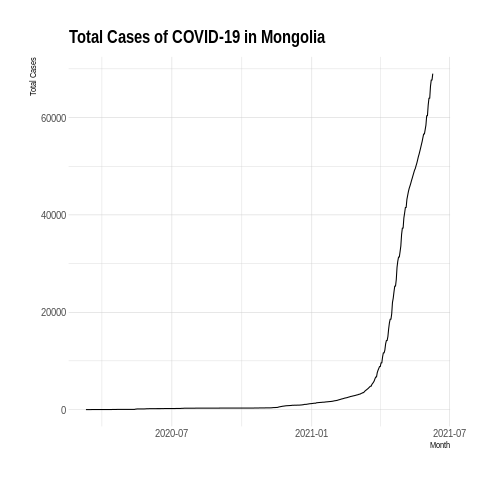 Total Cases of COVID-19 in Mongolia
Total Cases
60000
40000
20000
0
2020-07
2021-01
2021-07
Month